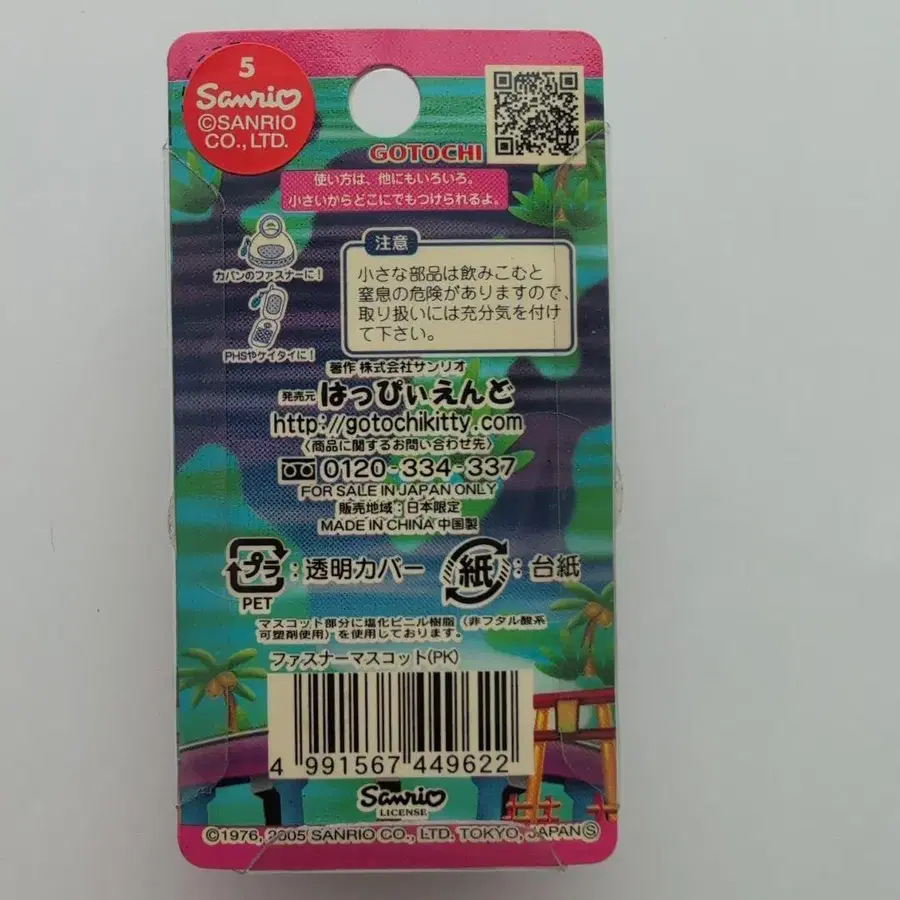 5
Sanrio
©SANRIO
CO., LTD.
GOTOCHI
使い方は、他にもいろいろ。
小さいからどこにでもつけられるよ。
カバンのファスナーに!
PHSやケイタイに!
注意
小さな部品は飲みこむと
窒息の危険がありますので、
取り扱いには充分気を付け
て下さい。
著作 株式会社サンリオ
発売元 はっぴぃえんど
http://gotochikitty.com
〈商品に関するお問い合わせ先〉
0120-334-337
FOR SALE IN JAPAN ONLY
販売地域:日本限定
MADE IN CHINA 中国製
プラ:透明カバー
PET
紙:台紙
マスコット部分に塩化ビニル樹脂(非フタル酸系
可塑剤使用)を使用しております。
ファスナーマスコット(PK)
4 991567 449622
Sanrio
LICENSE
©1976, 2005 SANRIO CO., LTD. TOKYO, JAPAN Ⓢ